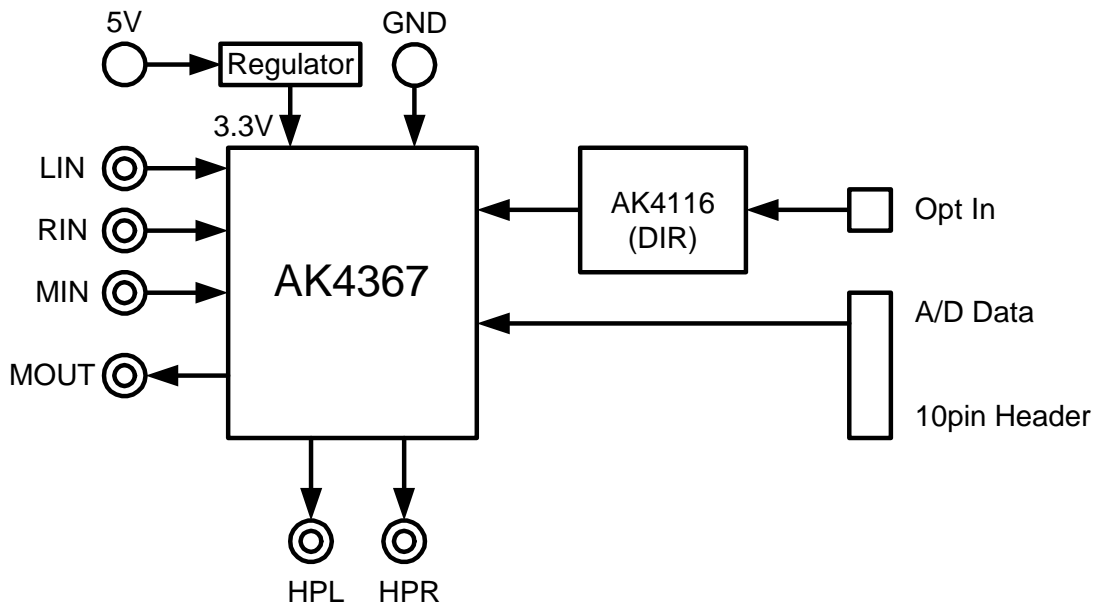 5V
GND
Regulator
3.3V
LIN
RIN
MIN
MOUT
AK4367
AK4116
(DIR)
Opt In
A/D Data
10pin Header
HPL
HPR